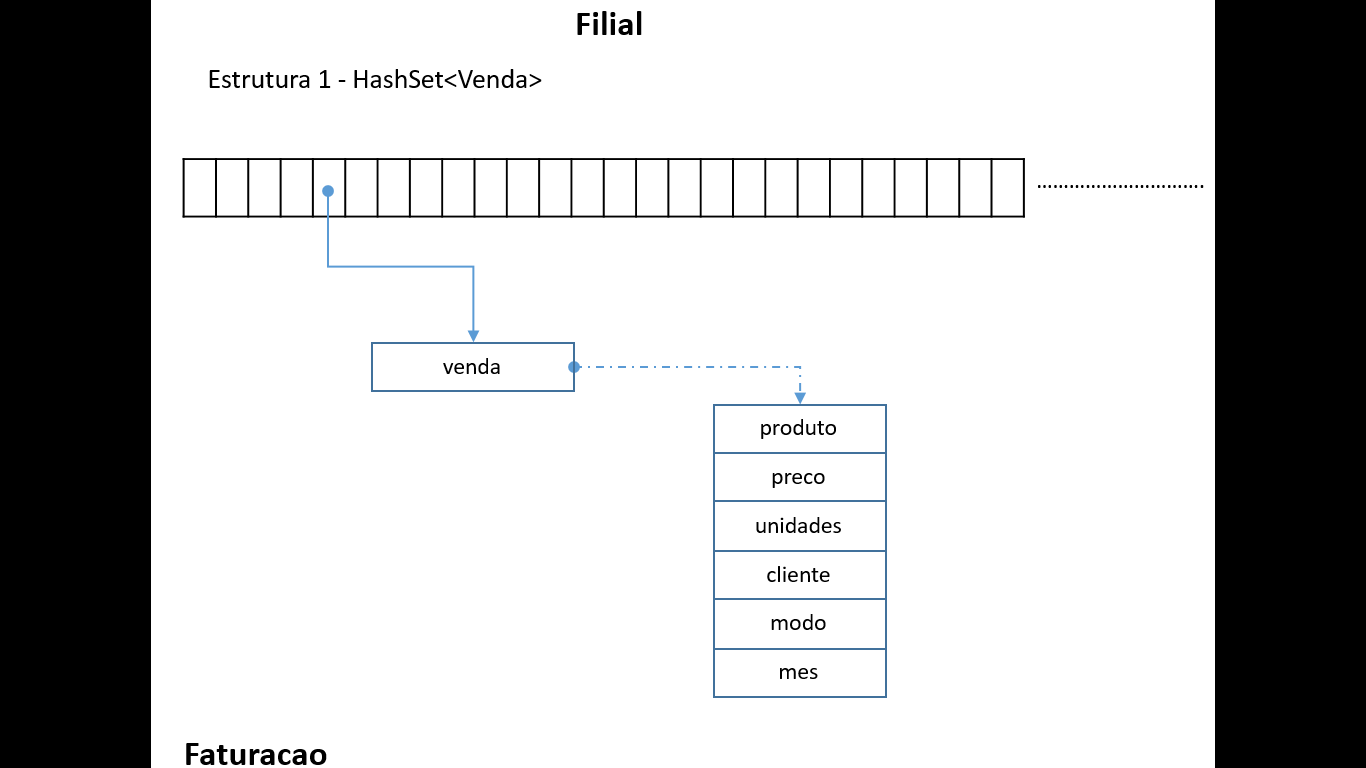 Filial
Estrutura 1 - HashSet<Venda>
venda
produto
preco
unidades
cliente
modo
mes
Faturacao